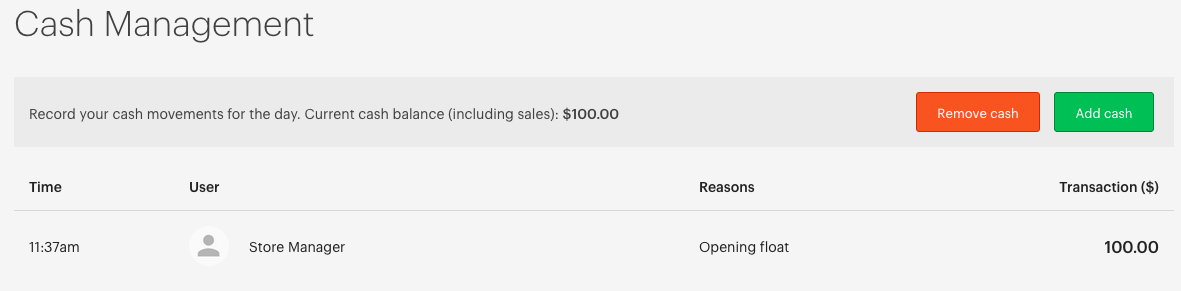 Cash Management
Record your cash movements for the day. Current cash balance (including sales): $100.00
Remove cash
Add cash
Time User Reasons Transaction ($)
11:37am Store Manager Opening float 100.00